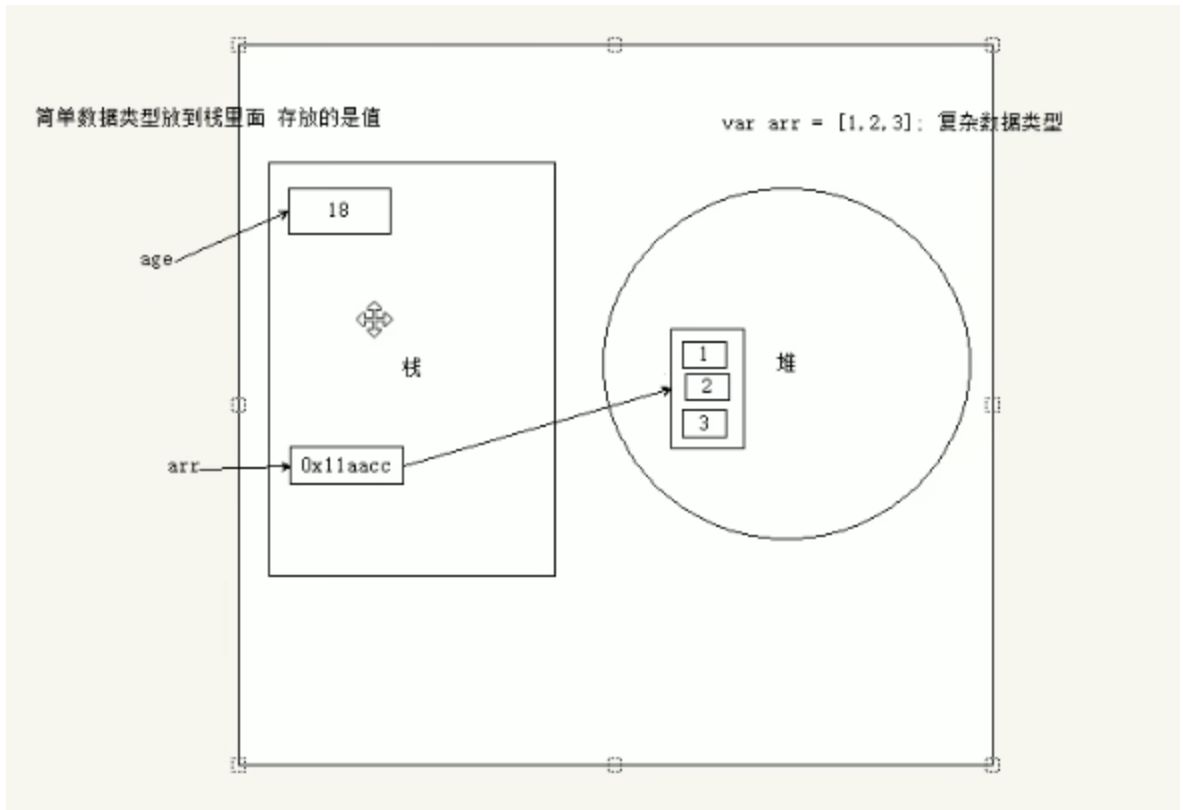 简单数据类型放到栈里面 存放的是值
var arr = [1,2,3]; 复杂数据类型
18
age
栈
1
2
3
堆
arr
0x11aacc